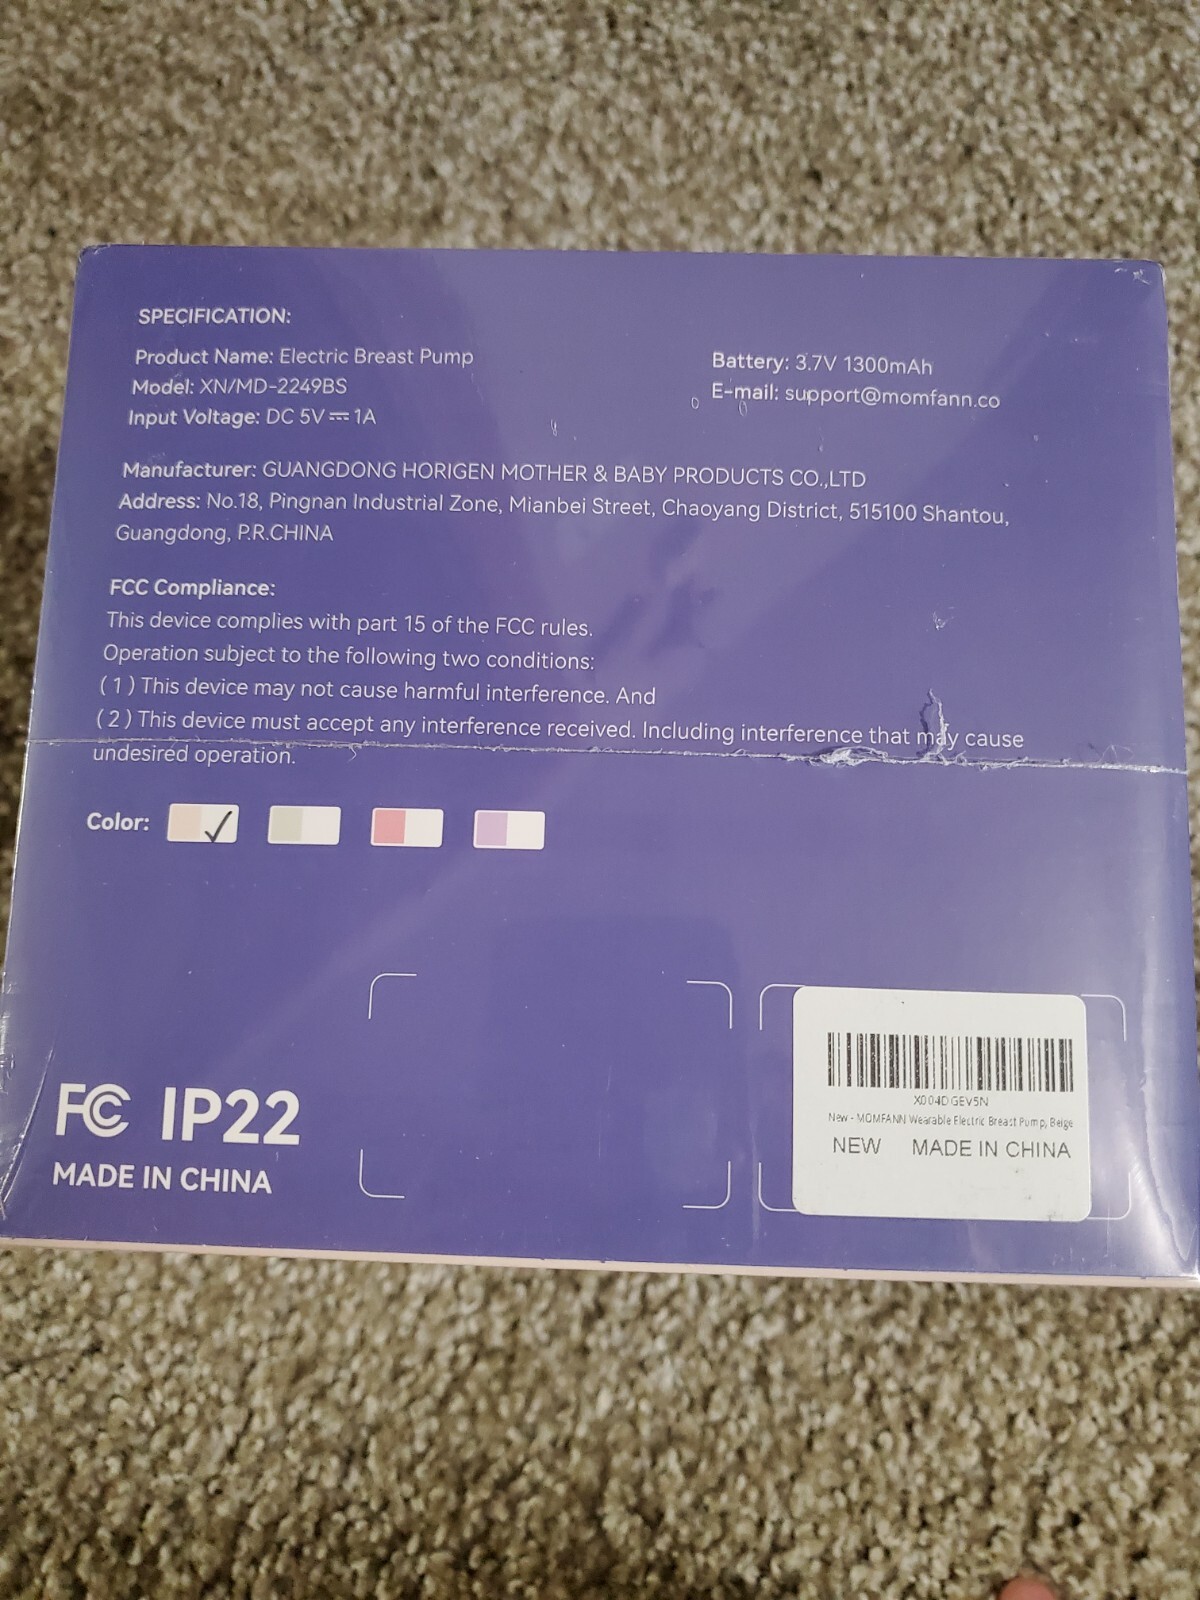 SPECIFICATION:
Product Name: Electric Breast Pump
Model: XN/MD-2249BS
Input Voltage: DC 5V⎓1A
Battery: 3.7V 1300mAh
E-mail: support@momfann.co
Manufacturer: GUANGDONG HORIGEN MOTHER & BABY PRODUCTS CO.,LTD
Address: No.18, Pingnan Industrial Zone, Mianbei Street, Chaoyang District, 515100 Shantou,
Guangdong, P.R.CHINA
FCC Compliance:
This device complies with part 15 of the FCC rules.
Operation subject to the following two conditions:
(1) This device may not cause harmful interference. And
(2) This device must accept any interference received. Including interference that may cause
undesired operation.
Color:
FC IP22
MADE IN CHINA
X004DGEV5N
New - MOMFANN Wearable Electric Breast Pump, Beige
NEW MADE IN CHINA